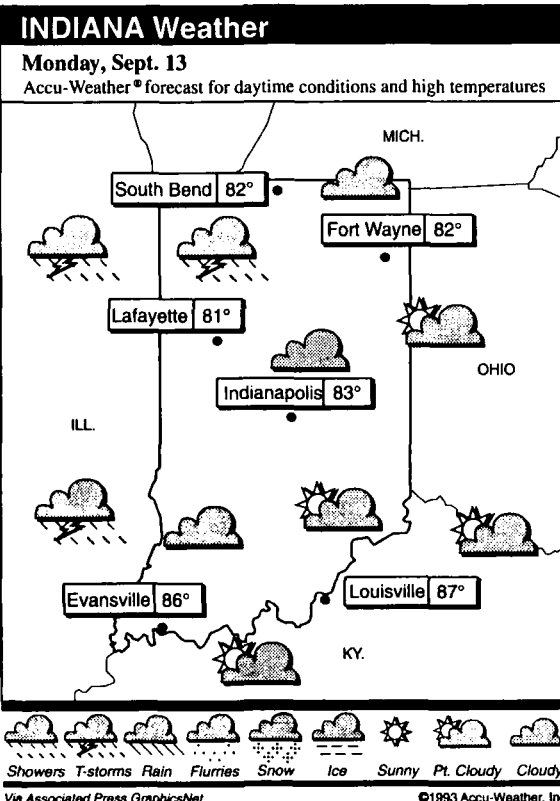 INDIANA Weather
Monday, Sept. 13
Accu-Weather® forecast for daytime conditions and high temperatures
MICH.
South Bend 82°
Fort Wayne 82°
Lafayette 81°
OHIO
Indianapolis 83°
ILL.
Evansville 86°
Louisville 87°
KY.
Showers T-storms Rain Flurries Snow Ice Sunny Pt. Cloudy Cloudy
Via Associated Press GraphicsNet ©1993 Accu-Weather, In